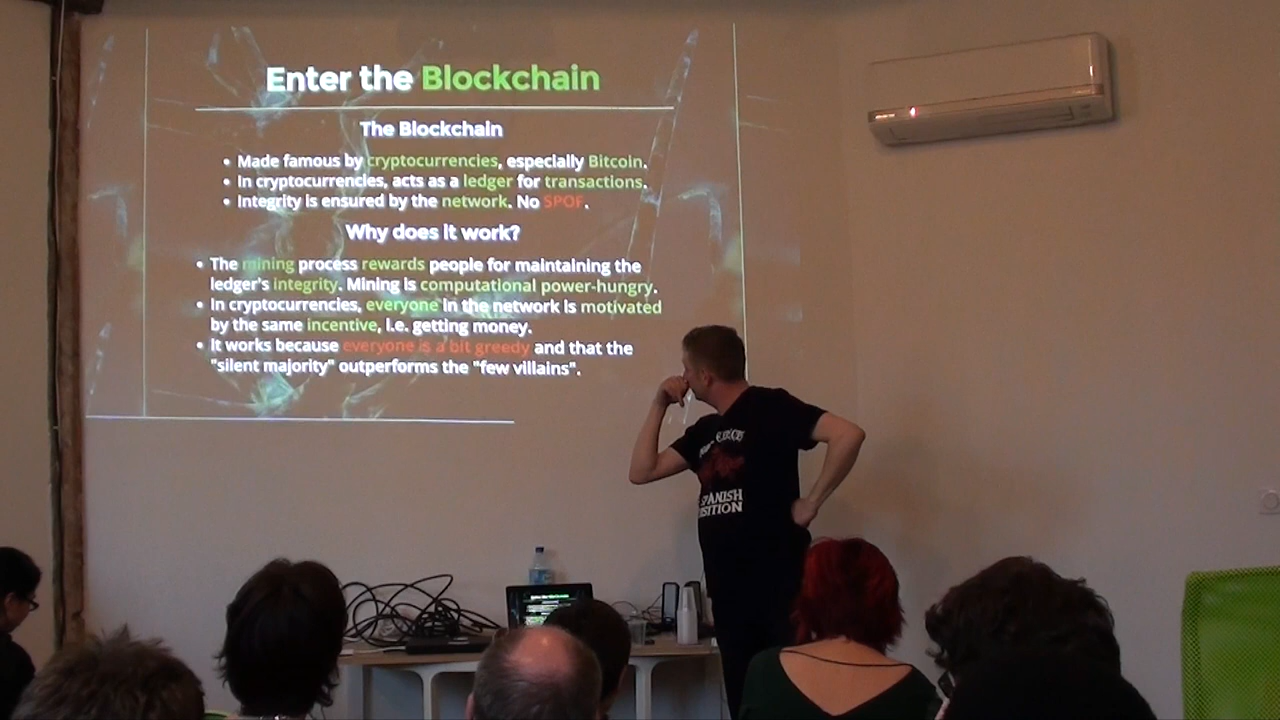 Enter the Blockchain
The Blockchain
• Made famous by cryptocurrencies, especially Bitcoin.
• In cryptocurrencies, acts as a ledger for transactions.
• Integrity is ensured by the network. No SPOF.
Why does it work?
• The mining process rewards people for maintaining the
ledger's integrity. Mining is computational power-hungry.
• In cryptocurrencies, everyone in the network is motivated
by the same incentive, i.e. getting money.
• It works because everyone is a bit greedy and that the
"silent majority" outperforms the "few villains".
SPANISH